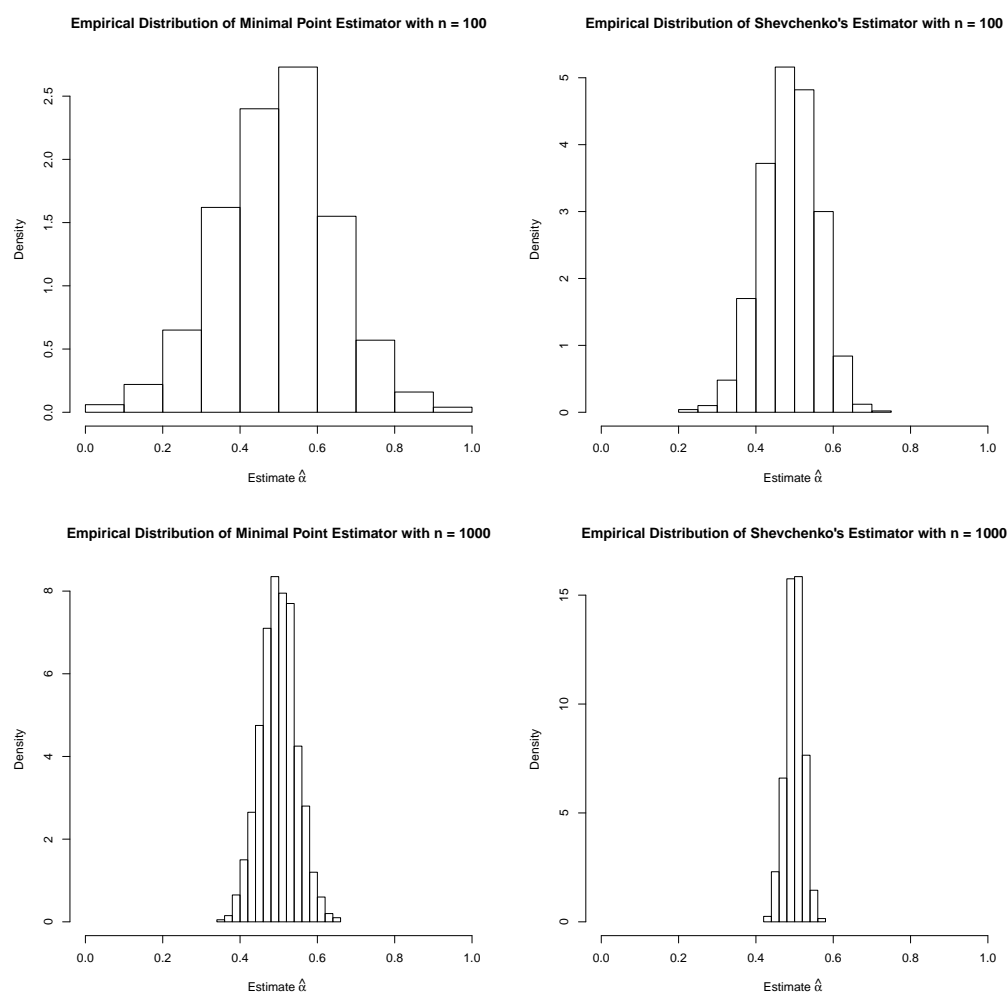 Empirical Distribution of Minimal Point Estimator with n = 100
Density
0.0
0.5
1.0
1.5
2.0
2.5
0.0 0.2 0.4 0.6 0.8 1.0
Estimate α̂
Empirical Distribution of Shevchenko's Estimator with n = 100
Density
0
1
2
3
4
5
0.0 0.2 0.4 0.6 0.8 1.0
Estimate α̂
Empirical Distribution of Minimal Point Estimator with n = 1000
Density
0
2
4
6
8
0.0 0.2 0.4 0.6 0.8 1.0
Estimate α̂
Empirical Distribution of Shevchenko's Estimator with n = 1000
Density
0
5
10
15
0.0 0.2 0.4 0.6 0.8 1.0
Estimate α̂